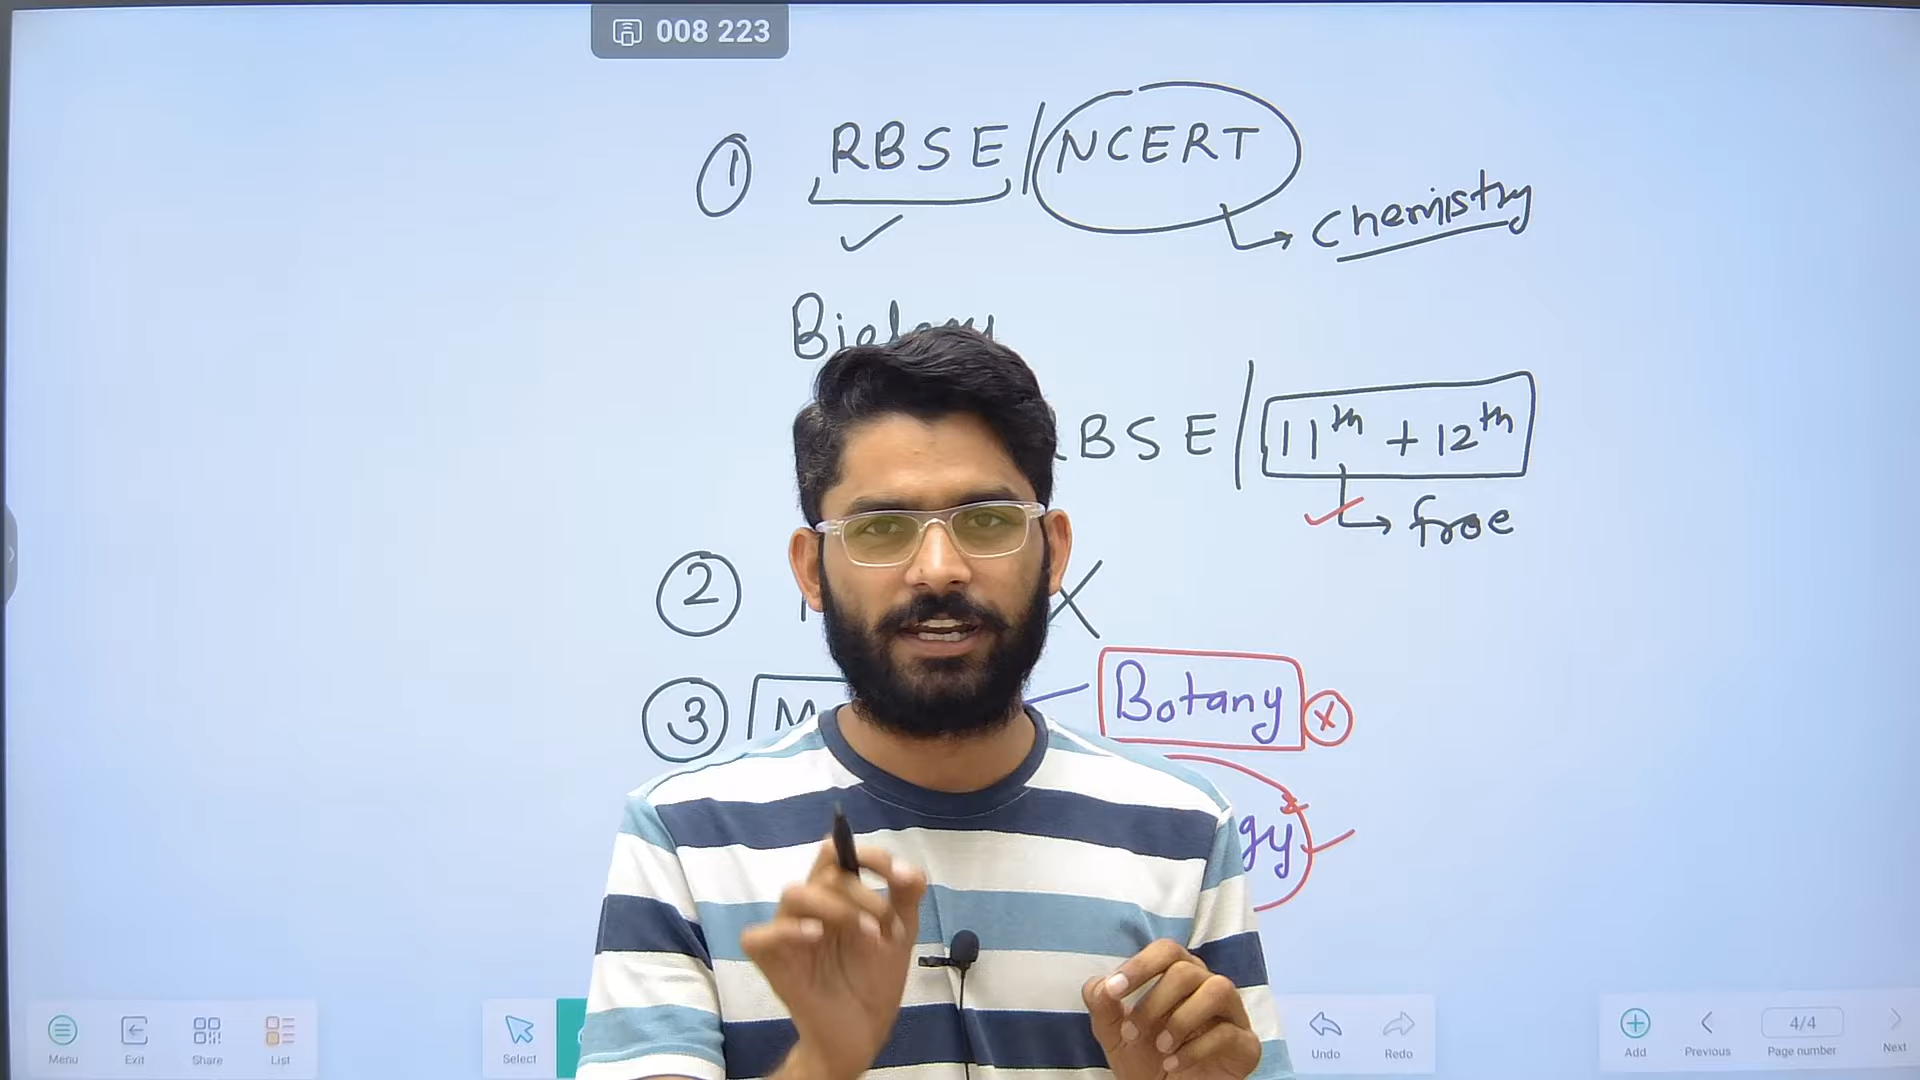 008 223
① RBSE / NCERT
✓ → Chemistry
Biology
RBSE / 11th + 12th
✓ → free
② X
③ Botany X
gy
Menu Exit Share List Select Undo Redo Add Previous 4/4 Page number Next